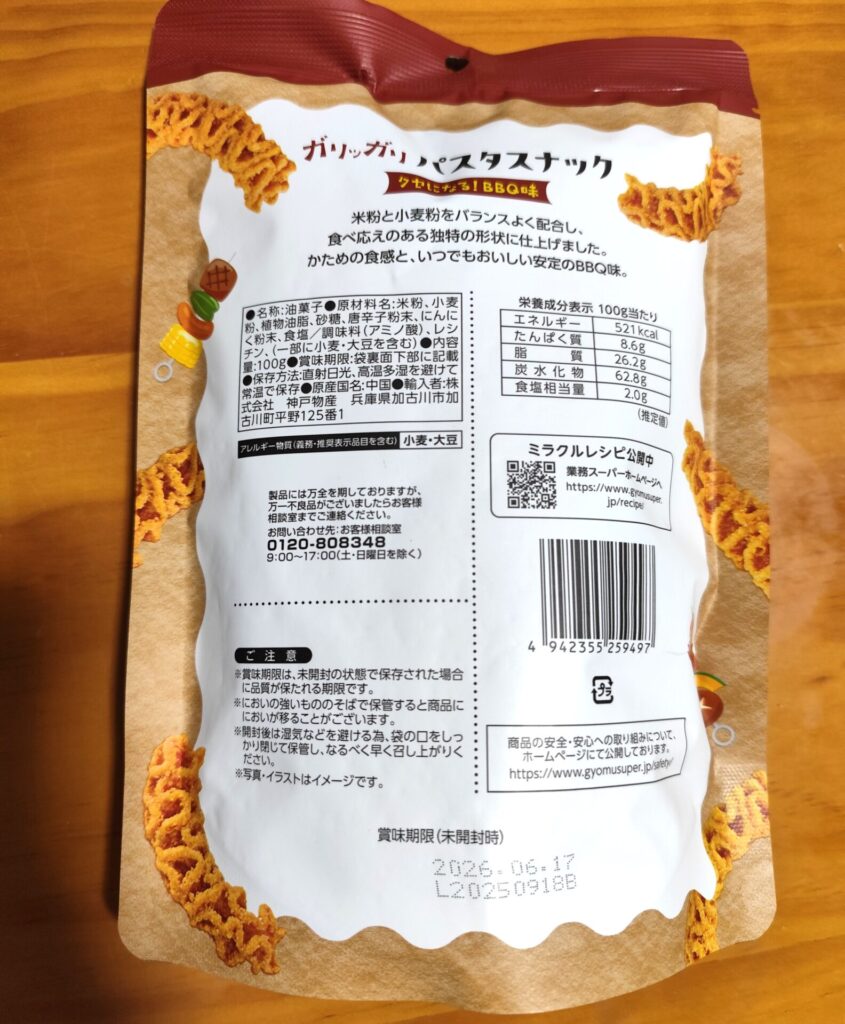 ガリッガリ パスタスナック
クセになる!BBQ味
米粉と小麦粉をバランスよく配合し、
食べ応えのある独特の形状に仕上げました。
かための食感と、いつでもおいしい安定のBBQ味。
●名称:油菓子●原材料名:米粉、小麦
粉、植物油脂、砂糖、唐辛子粉末、にんに
く粉末、食塩/調味料(アミノ酸)、レシ
チン、(一部に小麦・大豆を含む)●内容
量:100g●賞味期限:袋裏面下部に記載
●保存方法:直射日光、高温多湿を避けて
常温で保存●原産国名:中国●輸入者:株
式会社 神戸物産 兵庫県加古川市加
古川町平野125番1
アレルギー物質(義務・推奨表示品目を含む) 小麦・大豆
製品には万全を期しておりますが、
万一不良品がございましたらお客様
相談室までご連絡ください。
お問い合わせ先:お客様相談室
0120-808348
9:00〜17:00(土・日曜日を除く)
ご注意
※賞味期限は、未開封の状態で保存された場合
に品質が保たれる期限です。
※においの強いもののそばで保管すると商品に
においが移ることがございます。
※開封後は湿気などを避ける為、袋の口をしっ
かり閉じて保管し、なるべく早く召し上がりく
ださい。
※写真・イラストはイメージです。
栄養成分表示 100g当たり
エネルギー 521kcal
たんぱく質 8.6g
脂質 26.2g
炭水化物 62.8g
食塩相当量 2.0g
(推定値)
ミラクルレシピ公開中
業務スーパーホームページへ
https://www.gyomusuper.
jp/recipe/
4 942355 259497
プラ
商品の安全・安心への取り組みについて、
ホームページにて公開しております。
https://www.gyomusuper.jp/safety/
賞味期限(未開封時)
2026.06.17
L20250918B